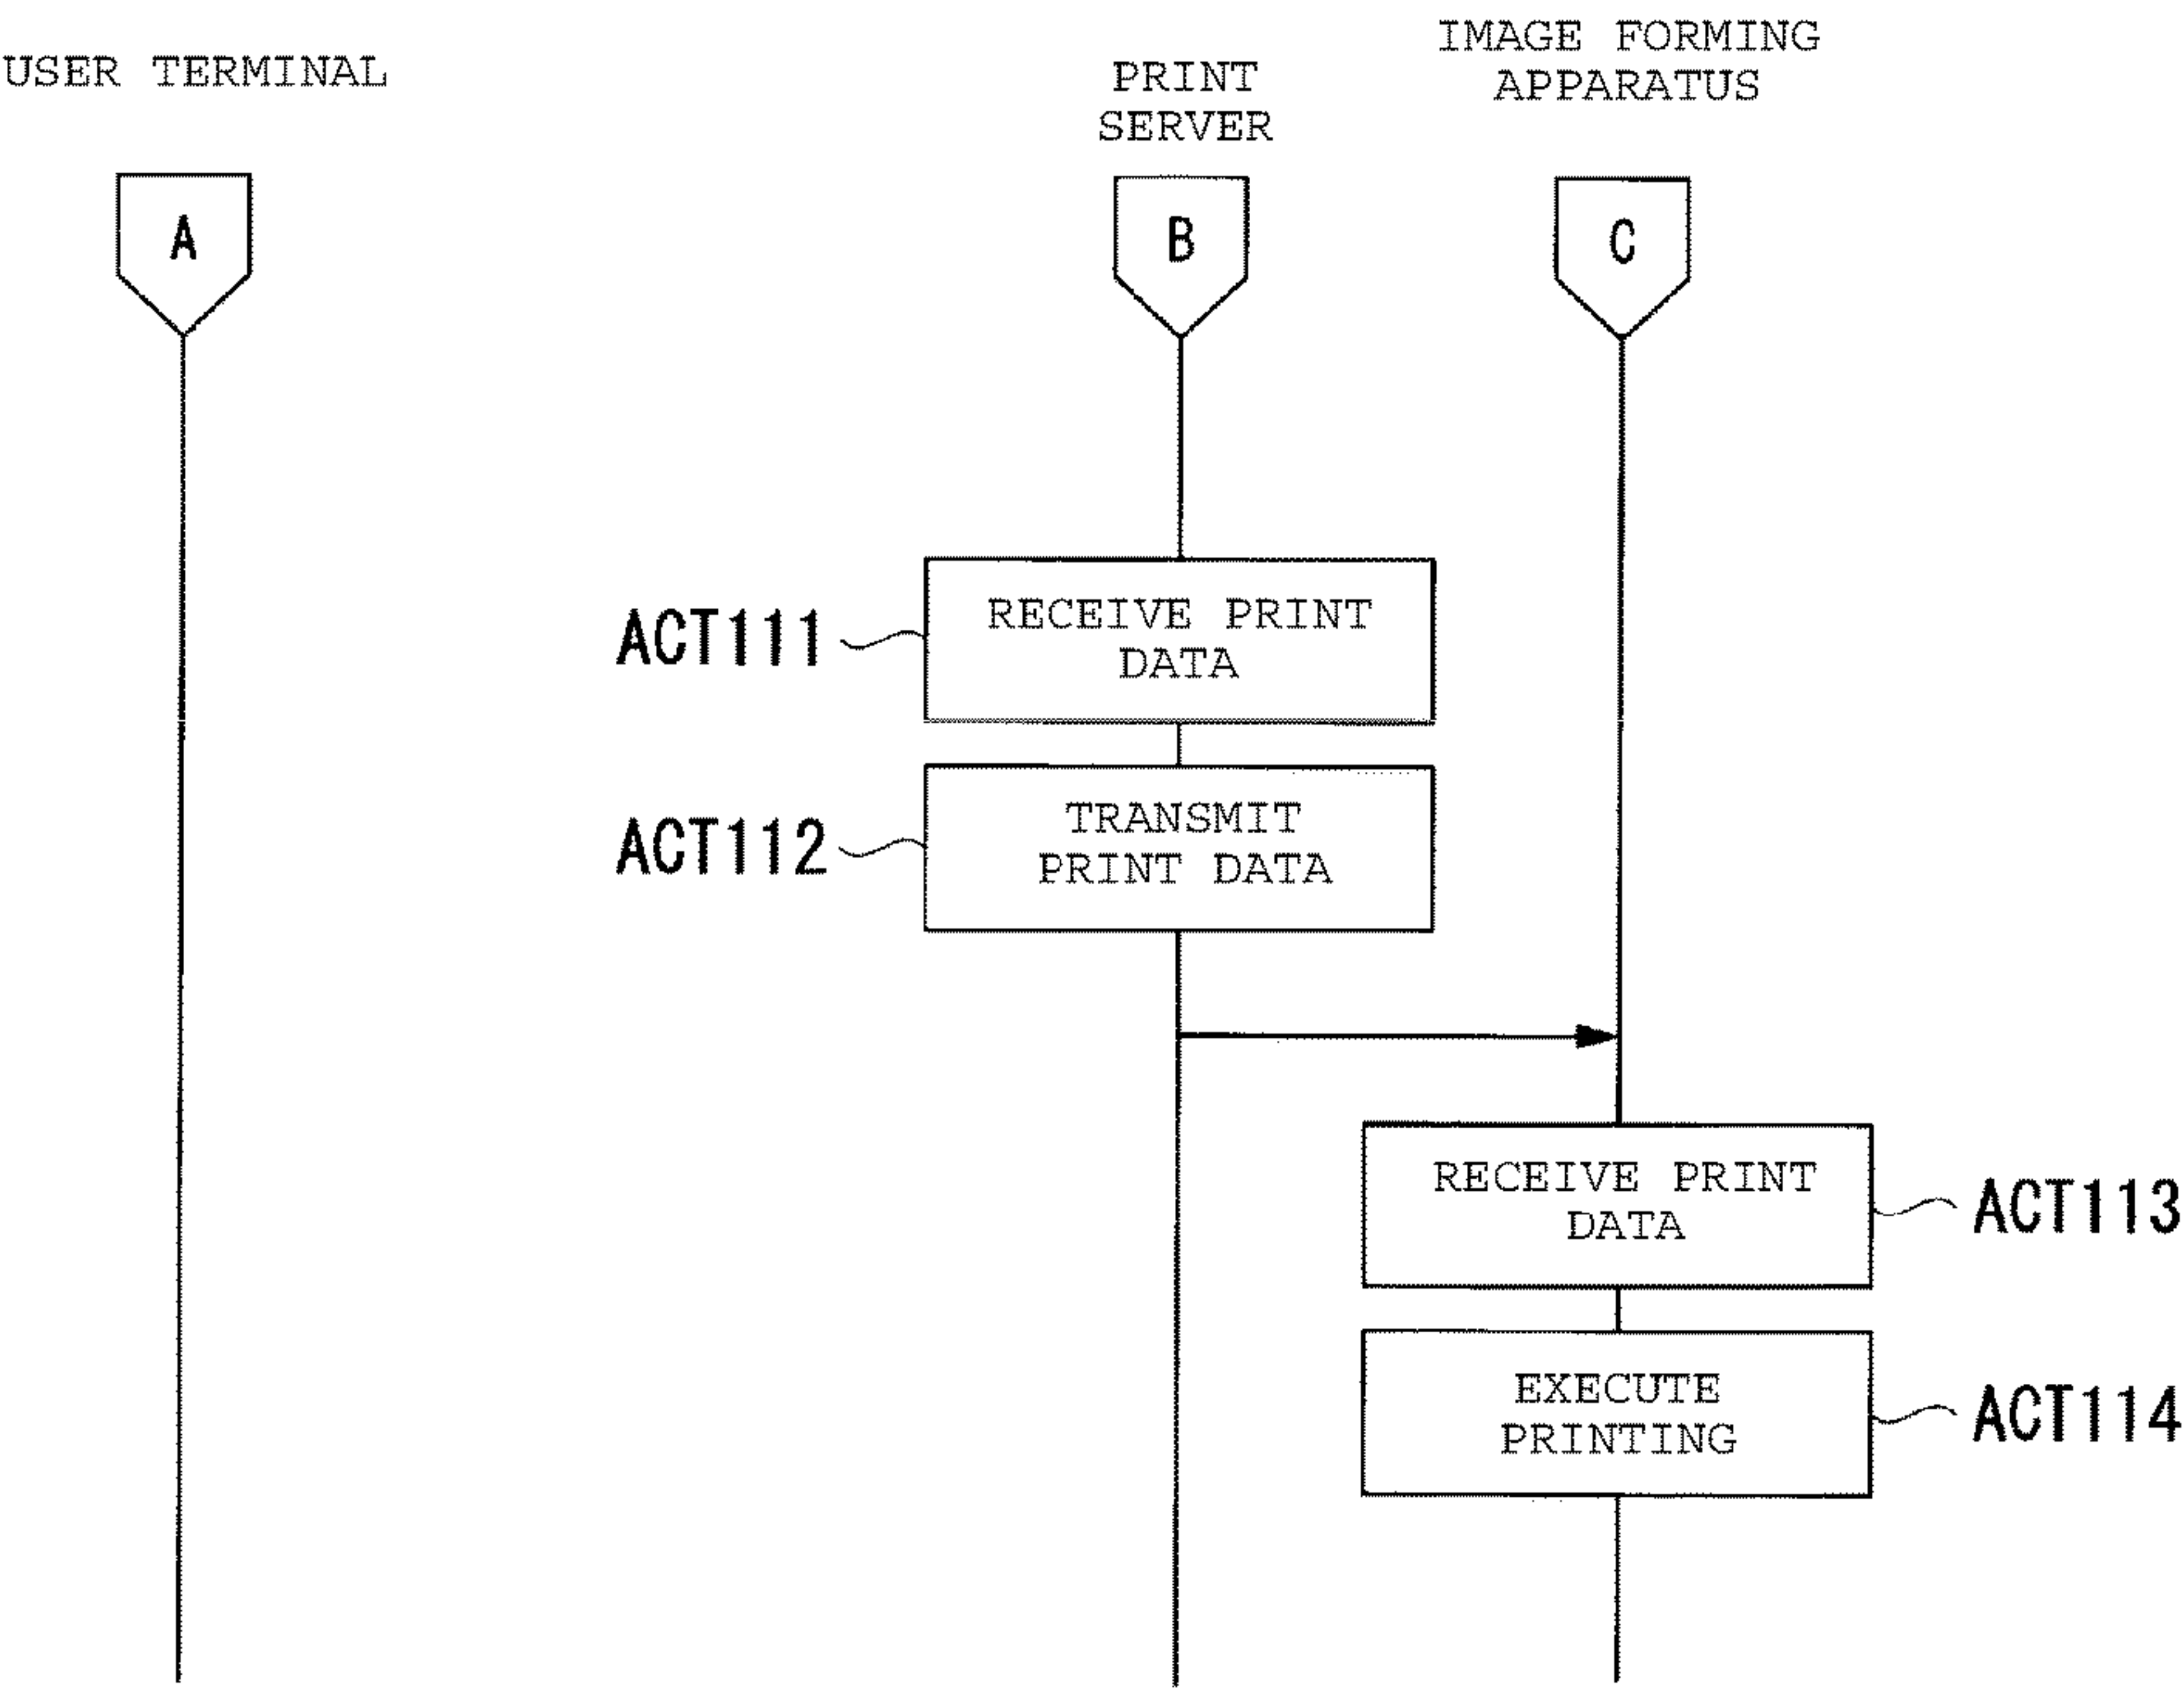 USER TERMINAL
PRINT
SERVER
IMAGE FORMING
APPARATUS
A
B
C
ACT111
RECEIVE PRINT
DATA
ACT112
TRANSMIT
PRINT DATA
RECEIVE PRINT
DATA
ACT113
EXECUTE
PRINTING
ACT114